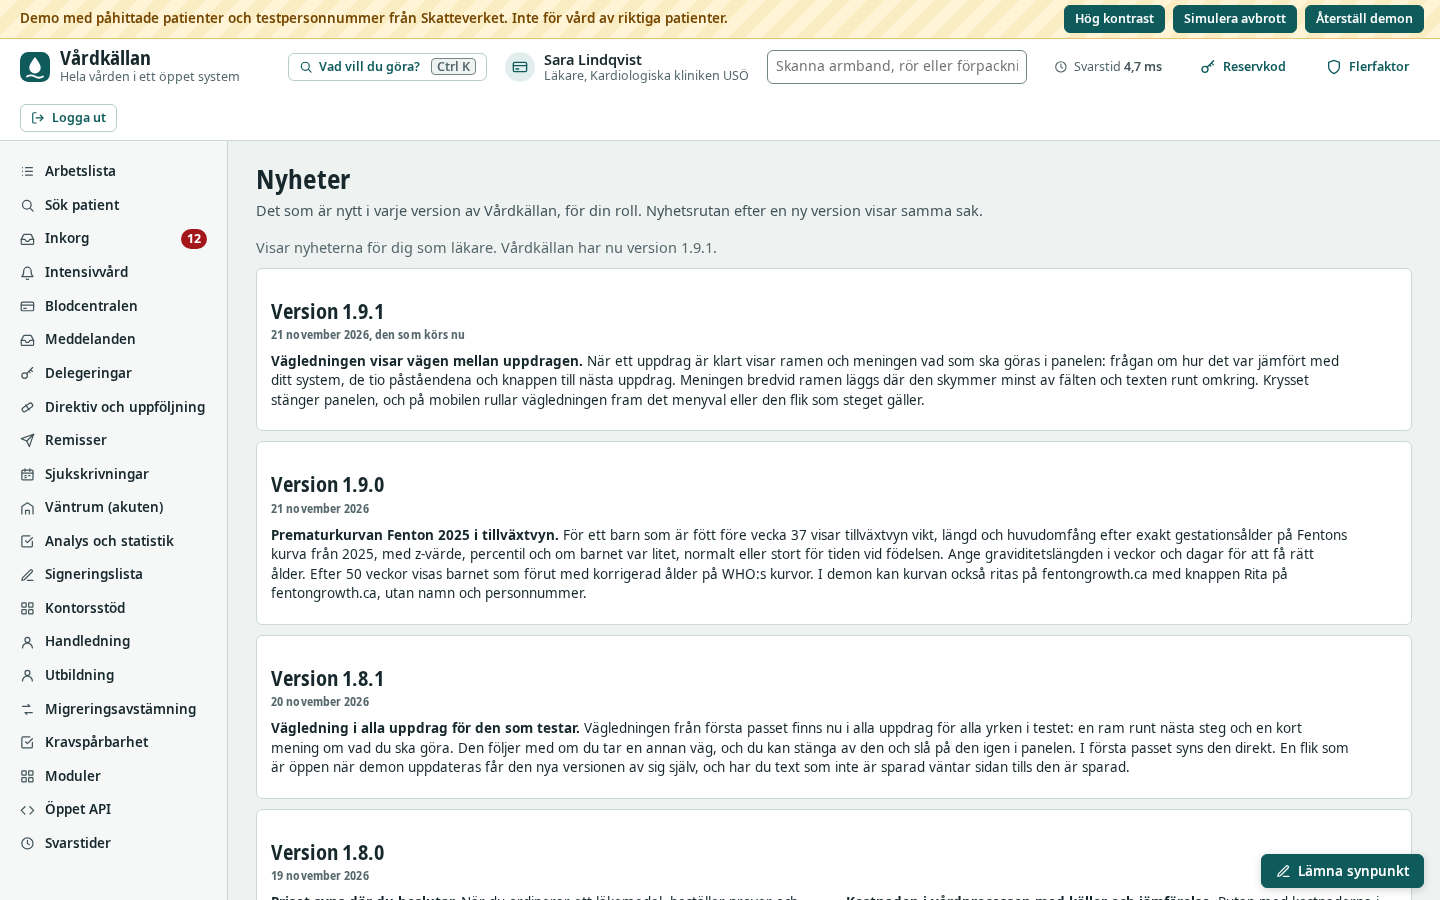 Demo med påhittade patienter och testpersonnummer från Skatteverket. Inte för vård av riktiga patienter.
Hög kontrast
Simulera avbrott
Återställ demon
Vårdkällan
Hela vården i ett öppet system
Vad vill du göra? Ctrl K
Sara Lindqvist
Läkare, Kardiologiska kliniken USÖ
Skanna armband, rör eller förpackni
Svarstid 4,7 ms
Reservkod
Flerfaktor
Logga ut
Arbetslista
Sök patient
Inkorg 12
Intensivvård
Blodcentralen
Meddelanden
Delegeringar
Direktiv och uppföljning
Remisser
Sjukskrivningar
Väntrum (akuten)
Analys och statistik
Signeringslista
Kontorsstöd
Handledning
Utbildning
Migreringsavstämning
Kravspårbarhet
Moduler
Öppet API
Svarstider
Nyheter
Det som är nytt i varje version av Vårdkällan, för din roll. Nyhetsrutan efter en ny version visar samma sak.
Visar nyheterna för dig som läkare. Vårdkällan har nu version 1.9.1.
Version 1.9.1
21 november 2026, den som körs nu
Vägledningen visar vägen mellan uppdragen. När ett uppdrag är klart visar ramen och meningen vad som ska göras i panelen: frågan om hur det var jämfört med
ditt system, de tio påståendena och knappen till nästa uppdrag. Meningen bredvid ramen läggs där den skymmer minst av fälten och texten runt omkring. Krysset
stänger panelen, och på mobilen rullar vägledningen fram det menyval eller den flik som steget gäller.
Version 1.9.0
21 november 2026
Prematurkurvan Fenton 2025 i tillväxtvyn. För ett barn som är fött före vecka 37 visar tillväxtvyn vikt, längd och huvudomfång efter exakt gestationsålder på Fentons
kurva från 2025, med z-värde, percentil och om barnet var litet, normalt eller stort för tiden vid födelsen. Ange graviditetslängden i veckor och dagar för att få rätt
ålder. Efter 50 veckor visas barnet som förut med korrigerad ålder på WHO:s kurvor. I demon kan kurvan också ritas på fentongrowth.ca med knappen Rita på
fentongrowth.ca, utan namn och personnummer.
Version 1.8.1
20 november 2026
Vägledning i alla uppdrag för den som testar. Vägledningen från första passet finns nu i alla uppdrag för alla yrken i testet: en ram runt nästa steg och en kort
mening om vad du ska göra. Den följer med om du tar en annan väg, och du kan stänga av den och slå på den igen i panelen. I första passet syns den direkt. En flik som
är öppen när demon uppdateras får den nya versionen av sig själv, och har du text som inte är sparad väntar sidan tills den är sparad.
Version 1.8.0
19 november 2026
Lämna synpunkt